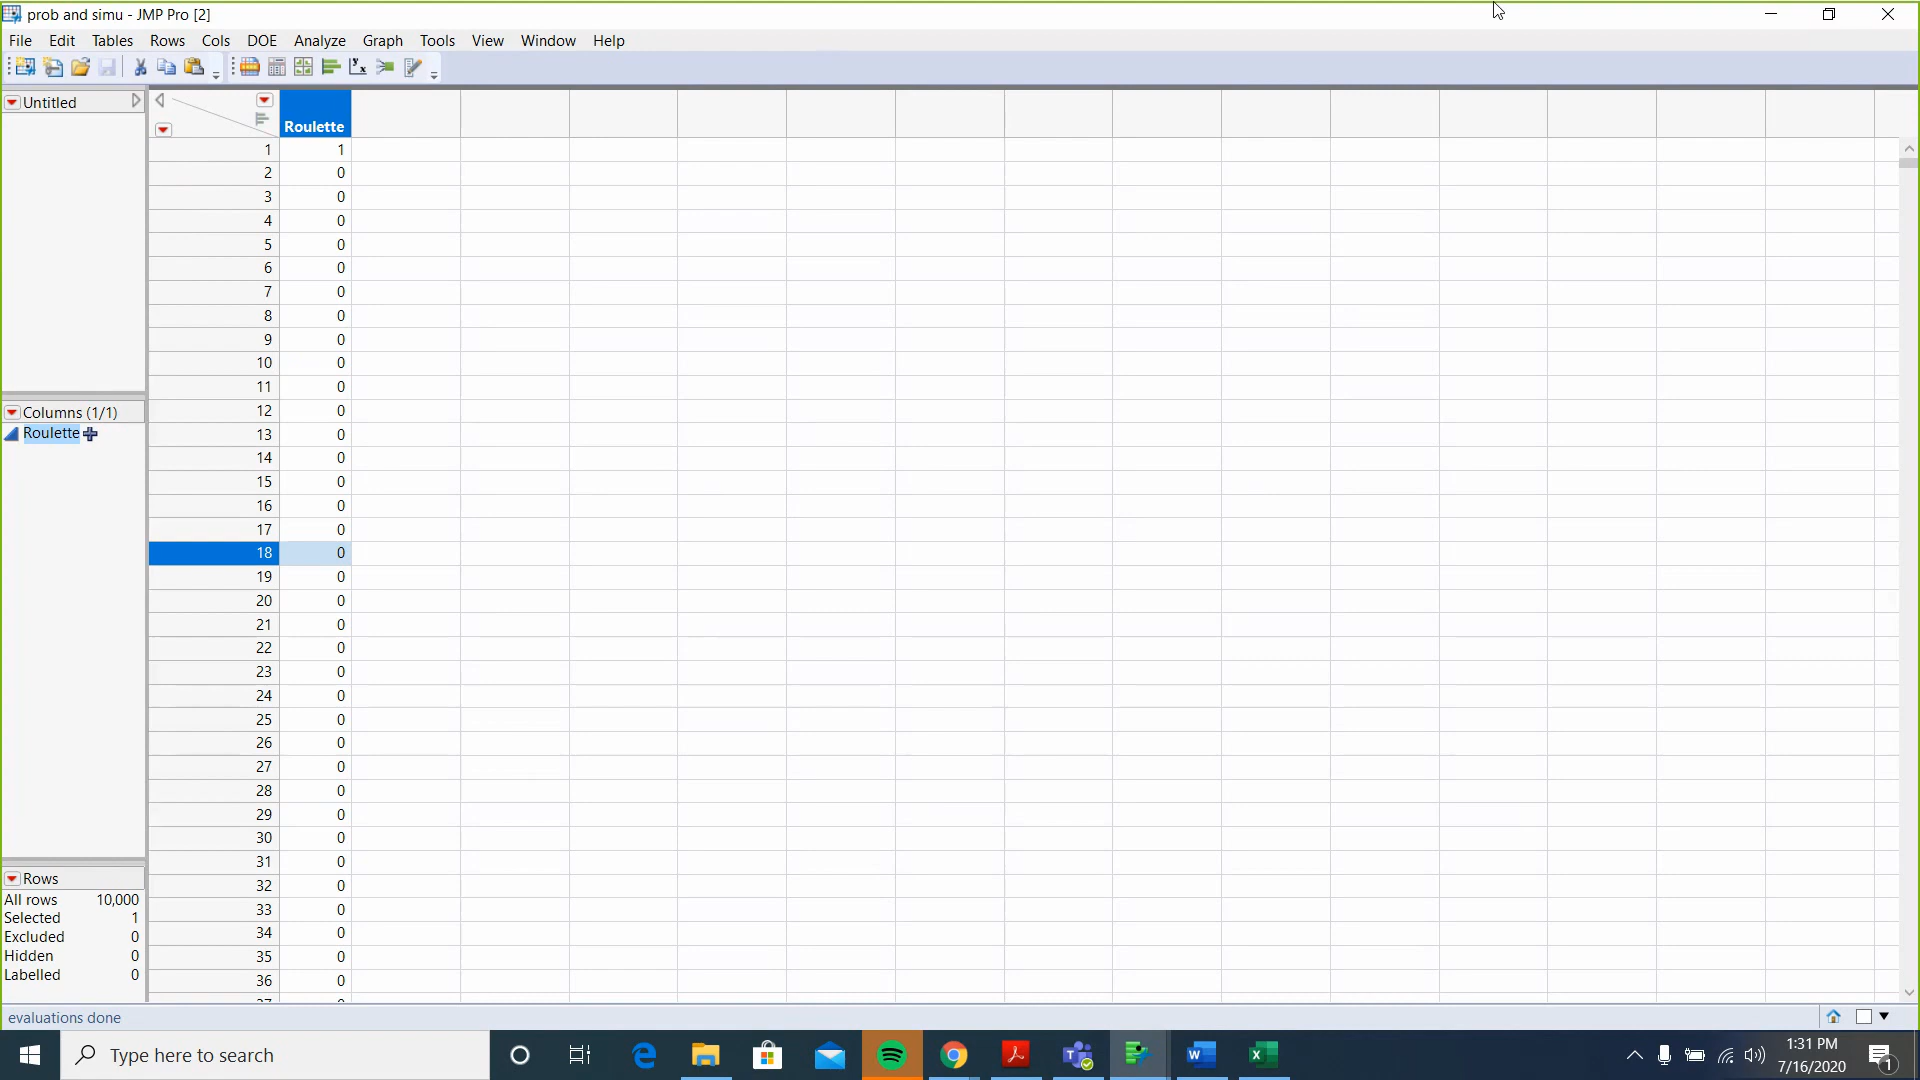 prob and simu - JMP Pro [2]
File Edit Tables Rows Cols DOE Analyze Graph Tools View Window Help
Untitled
Roulette
1 1
2 0
3 0
4 0
5 0
6 0
7 0
8 0
9 0
10 0
11 0
12 0
13 0
14 0
15 0
16 0
17 0
18 0
19 0
20 0
21 0
22 0
23 0
24 0
25 0
26 0
27 0
28 0
29 0
30 0
31 0
32 0
33 0
34 0
35 0
36 0
Columns (1/1)
Roulette
Rows
All rows 10,000
Selected 1
Excluded 0
Hidden 0
Labelled 0
evaluations done
Type here to search
1:31 PM
7/16/2020
1